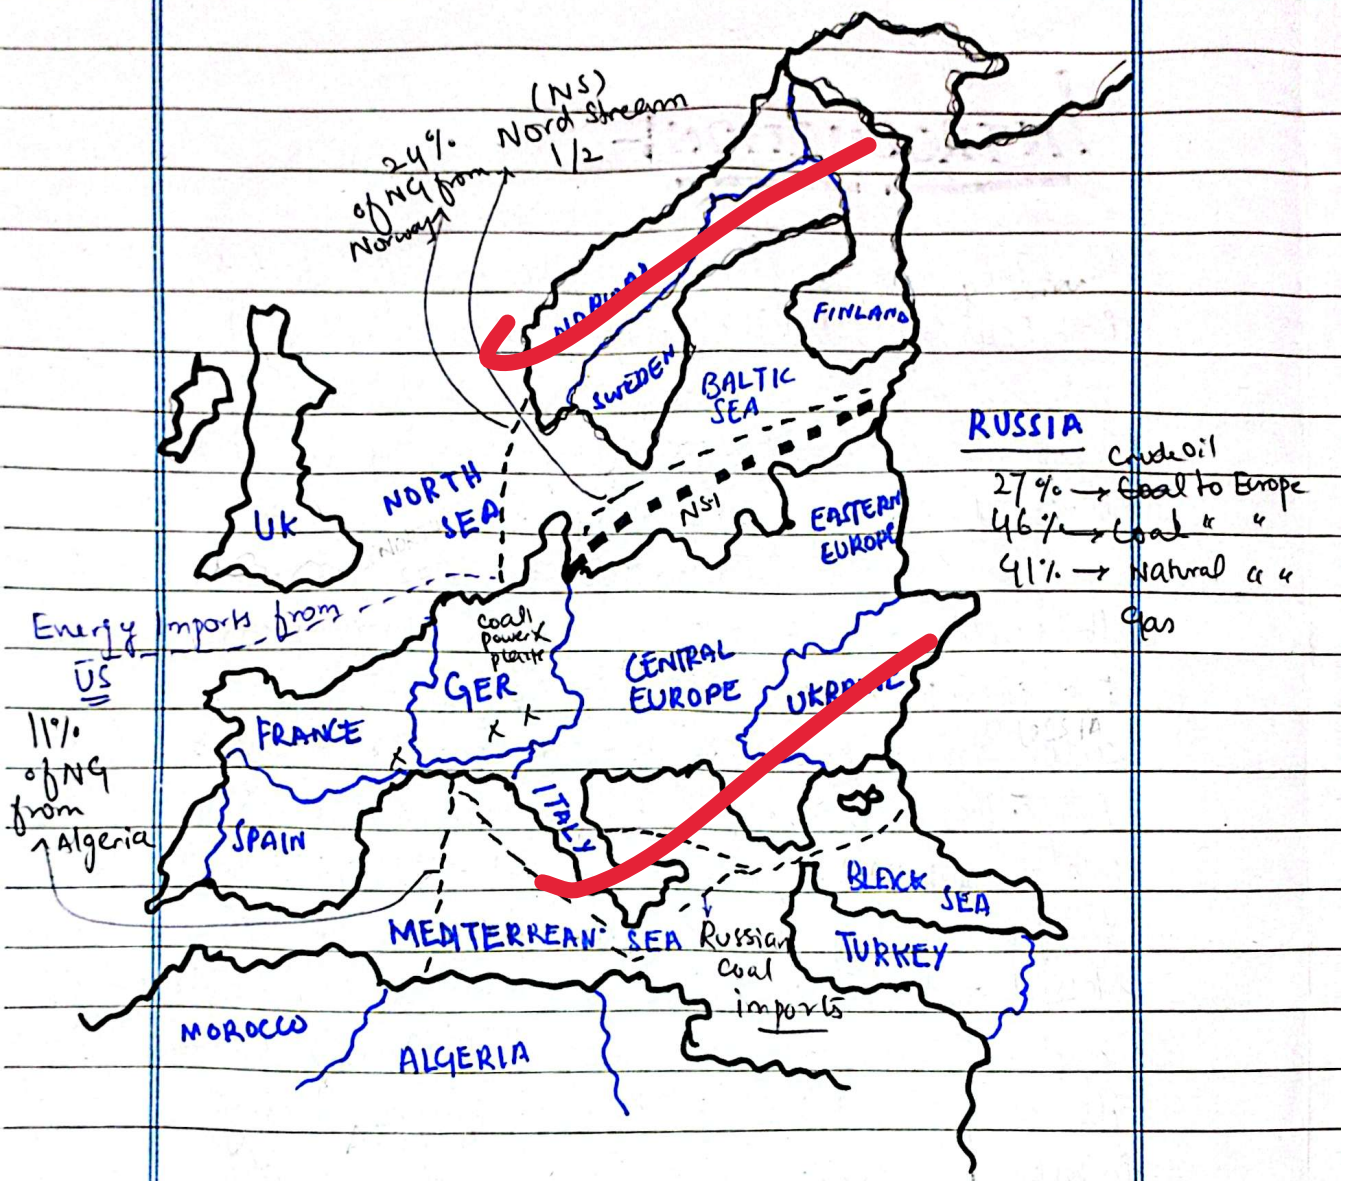 (NS)
Nord Stream
1/2
24%
of NG from
Norway
FINLAND
SWEDEN
BALTIC
SEA
RUSSIA
Crude Oil
27% → Coal to Europe
46% → Coal " "
41% → Natural " "
Gas
NORTH
SEA
NS-1
EASTERN
EUROPE
UK
Energy Imports from
US
coal
power x
plants
GER
x x
CENTRAL
EUROPE
UKRAINE
FRANCE
x
11%
of NG
from
Algeria
SPAIN
ITALY
BLACK
SEA
MEDITERREAN SEA
Russian
coal
imports
TURKEY
MOROCCO
ALGERIA